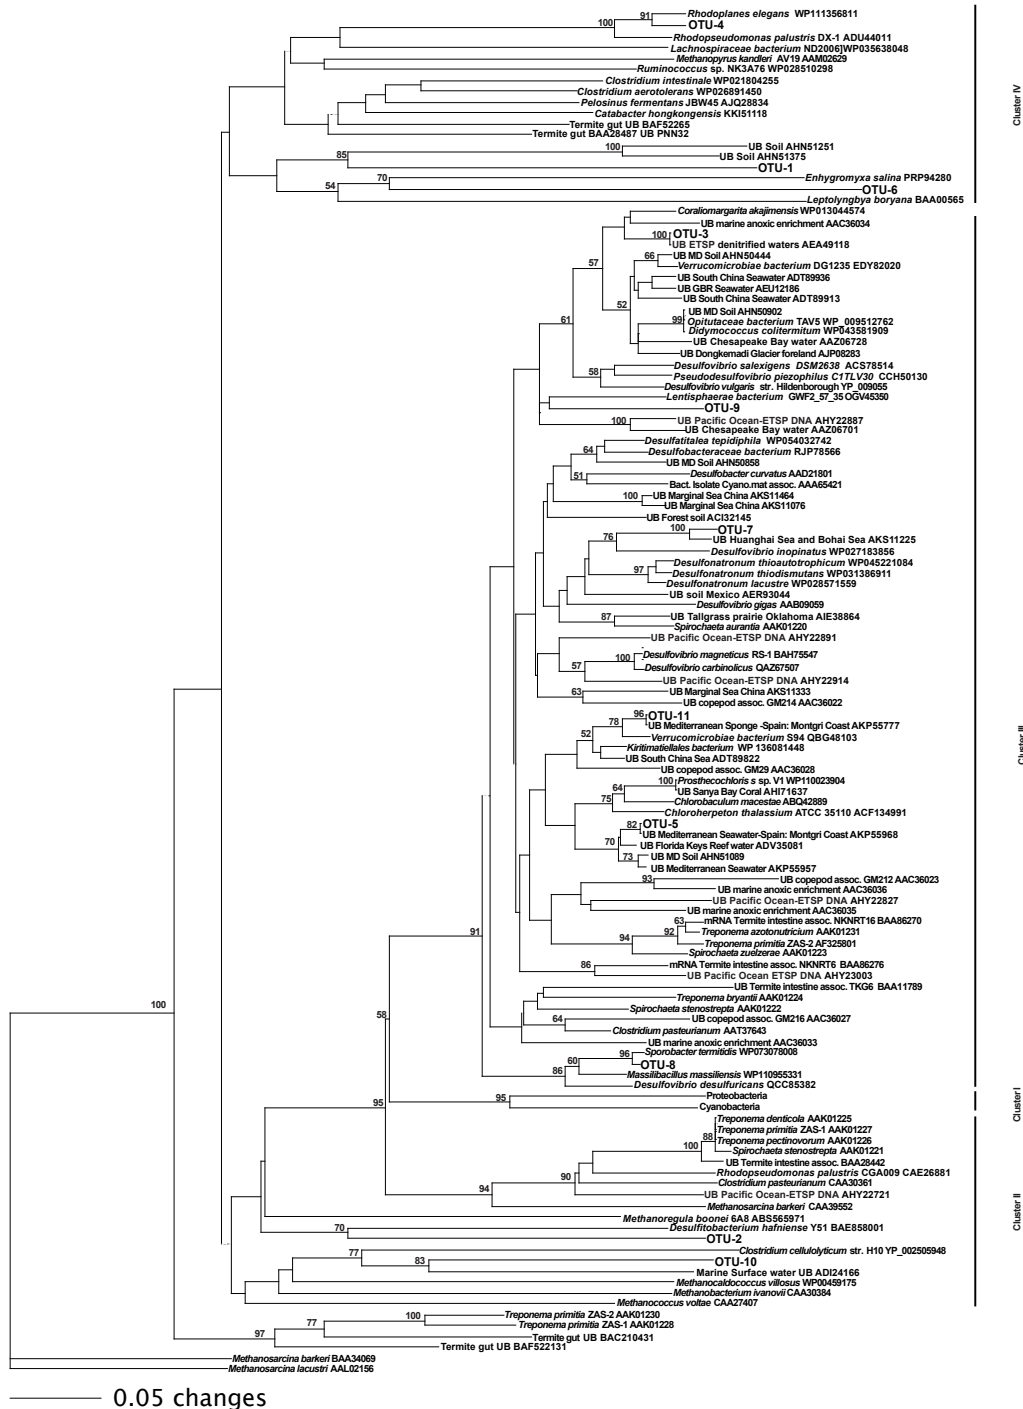 91
Rhodoplanes elegans WP111356811
100
OTU-4
Rhodopseudomonas palustris DX-1 ADU44011
Lachnospiraceae bacterium ND2006]WP035638048
Methanopyrus kandleri AV19 AAM02629
Ruminococcus sp. NK3A76 WP028510298
Clostridium intestinale WP021804255
Clostridium aerotolerans WP026891450
Pelosinus fermentans JBW45 AJQ28834
Catabacter hongkongensis KKI51118
Termite gut UB BAF52265
Termite gut BAA28487 UB PNN32
Cluster IV
100
UB Soil AHN51251
85
UB Soil AHN51375
OTU-1
70
Enhygromyxa salina PRP94280
54
OTU-6
Leptolyngbya boryana BAA00565
Coraliomargarita akajimensis WP013044574
UB marine anoxic enrichment AAC36034
100
OTU-3
UB ETSP denitrified waters AEA49118
57
66
UB MD Soil AHN50444
Verrucomicrobiae bacterium DG1235 EDY82020
UB South China Seawater ADT89936
UB GBR Seawater AEU12186
52
UB South China Seawater ADT89913
UB MD Soil AHN50902
61
99
Opitutaceae bacterium TAV5 WP_009512762
Didymococcus colitermitum WP043581909
UB Chesapeake Bay water AAZ06728
UB Dongkemadi Glacier foreland AJP08283
Desulfovibrio salexigens DSM2638 ACS78514
58
Pseudodesulfovibrio piezophilus C1TLV30 CCH50130
Desulfovibrio vulgaris str. Hildenborough YP_009055
Lentisphaerae bacterium GWF2_57_35 OGV45350
OTU-9
100
UB Pacific Ocean-ETSP DNA AHY22887
UB Chesapeake Bay water AAZ06701
Desulfatitalea tepidiphila WP054032742
64
Desulfobacteraceae bacterium RJP78566
UB MD Soil AHN50858
51
Desulfobacter curvatus AAD21801
Bact. Isolate Cyano.mat assoc. AAA65421
100
UB Marginal Sea China AKS11464
UB Marginal Sea China AKS11076
UB Forest soil ACI32145
100
OTU-7
76
UB Huanghai Sea and Bohai Sea AKS11225
Desulfovibrio inopinatus WP027183856
Desulfonatronum thioautotrophicum WP045221084
97
Desulfonatronum thiodismutans WP031386911
Desulfonatronum lacustre WP028571559
UB soil Mexico AER93044
Desulfovibrio gigas AAB09059
87
UB Tallgrass prairie Oklahoma AIE38864
Spirochaeta aurantia AAK01220
UB Pacific Ocean-ETSP DNA AHY22891
100
Desulfovibrio magneticus RS-1 BAH75547
57
Desulfovibrio carbinolicus QAZ67507
UB Pacific Ocean-ETSP DNA AHY22914
63
UB Marginal Sea China AKS11333
UB copepod assoc. GM214 AAC36022
96
OTU-11
78
UB Mediterranean Sponge -Spain: Montgri Coast AKP55777
52
Verrucomicrobiae bacterium S94 QBG48103
Cluster III
Kiritimatiellales bacterium WP 136081448
UB South China Sea ADT89822
UB copepod assoc. GM29 AAC36028
100
Prosthecochloris s sp. V1 WP110023904
64
UB Sanya Bay Coral AHI71637
75
Chlorobaculum macestae ABQ42889
Chloroherpeton thalassium ATCC 35110 ACF134991
82
OTU-5
UB Mediterranean Seawater-Spain: Montgri Coast AKP55968
70
UB Florida Keys Reef water ADV35081
73
UB MD Soil AHN51089
UB Mediterranean Seawater AKP55957
93
UB copepod assoc. GM212 AAC36023
UB marine anoxic enrichment AAC36036
UB Pacific Ocean-ETSP DNA AHY22827
UB marine anoxic enrichment AAC36035
63
mRNA Termite intestine assoc. NKNRT16 BAA86270
91
92
Treponema azotonutricium AAK01231
94
Treponema primitia ZAS-2 AF325801
Spirochaeta zuelzerae AAK01223
86
mRNA Termite intestine assoc. NKNRT6 BAA86276
UB Pacific Ocean ETSP DNA AHY23003
UB Termite intestine assoc. TKG6 BAA11789
Treponema bryantii AAK01224
100
Spirochaeta stenostrepta AAK01222
58
64
UB copepod assoc. GM216 AAC36027
Clostridium pasteurianum AAT37643
UB marine anoxic enrichment AAC36033
96
Sporobacter termitidis WP073078008
60
OTU-8
86
Massilibacillus massiliensis WP110955331
Desulfovibrio desulfuricans QCC85382
95
Proteobacteria
95
Cyanobacteria
Cluster I
Treponema denticola AAK01225
Treponema primitia ZAS-1 AAK01227
88
Treponema pectinovorum AAK01226
100
Spirochaeta stenostrepta AAK01221
UB Termite intestine assoc. BAA28442
90
Rhodopseudomonas palustris CGA009 CAE26881
Clostridium pasteurianum CAA30361
94
UB Pacific Ocean-ETSP DNA AHY22721
Methanosarcina barkeri CAA39552
Cluster II
Methanoregula boonei 6A8 ABS565971
70
Desulfitobacterium hafniense Y51 BAE858001
OTU-2
77
Clostridium cellulolyticum str. H10 YP_002505948
83
OTU-10
Marine Surface water UB ADI24166
Methanocaldococcus villosus WP00459175
Methanobacterium ivanovii CAA30384
Methanococcus voltae CAA27407
100
Treponema primitia ZAS-2 AAK01230
77
Treponema primitia ZAS-1 AAK01228
97
Termite gut UB BAC210431
Termite gut UB BAF522131
Methanosarcina barkeri BAA34069
Methanosarcina lacustri AAL02156
0.05 changes